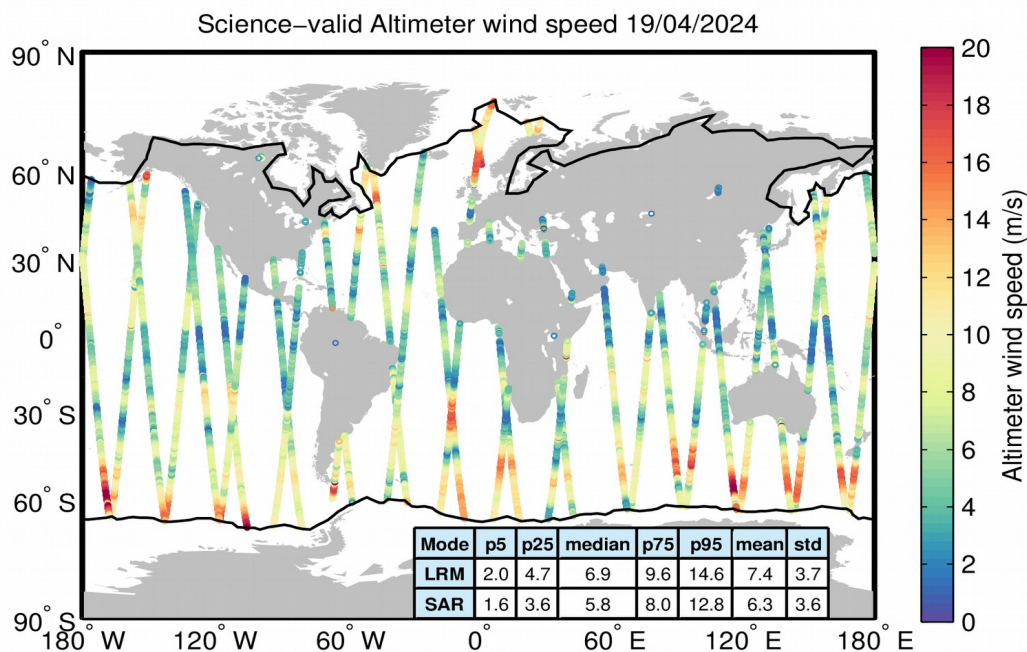 Science−valid Altimeter wind speed 19/04/2024
90° N
60° N
30° N
0°
30° S
60° S
90° S
180° W
120° W
60° W
0°
60° E
120° E
180° E
20
18
16
14
12
10
8
6
4
2
0
Altimeter wind speed (m/s)
Mode p5 p25 median p75 p95 mean std
LRM 2.0 4.7 6.9 9.6 14.6 7.4 3.7
SAR 1.6 3.6 5.8 8.0 12.8 6.3 3.6